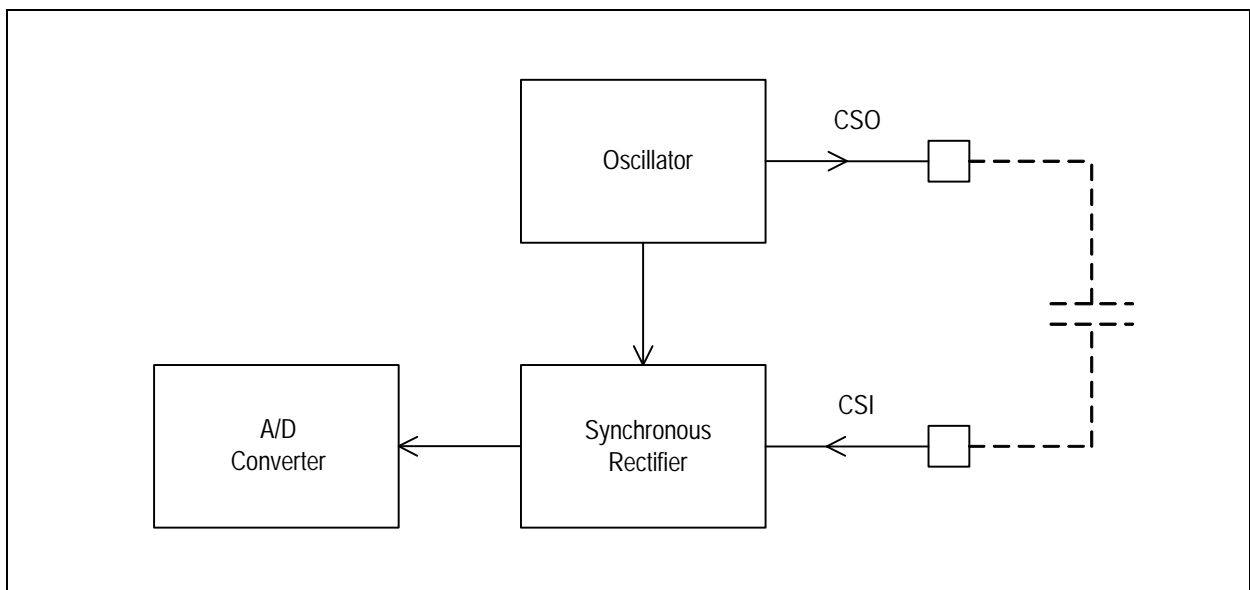 CSO
Oscillator
CSI
A/D
Converter
Synchronous
Rectifier